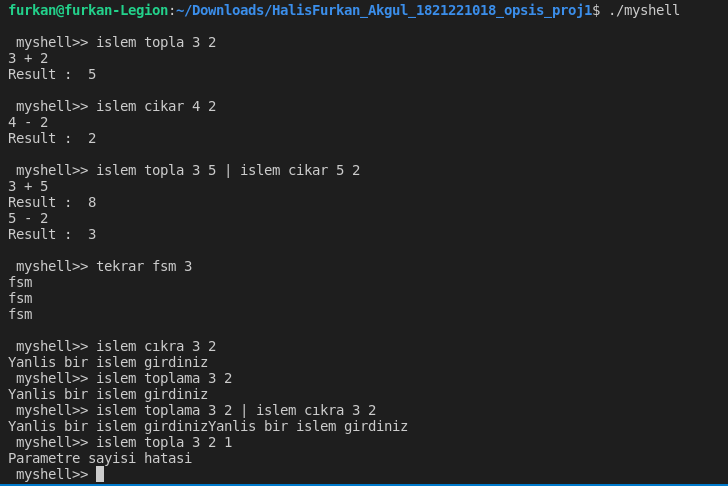 furkan@furkan-Legion:~/Downloads/HalisFurkan_Akgul_1821221018_opsis_proj1$ ./myshell
myshell>> islem topla 3 2
3 + 2
Result :  5
myshell>> islem cikar 4 2
4 - 2
Result :  2
myshell>> islem topla 3 5 | islem cikar 5 2
3 + 5
Result :  8
5 - 2
Result :  3
myshell>> tekrar fsm 3
fsm
fsm
fsm
myshell>> islem cıkra 3 2
Yanlis bir islem girdiniz
myshell>> islem toplama 3 2
Yanlis bir islem girdiniz
myshell>> islem toplama 3 2 | islem cıkra 3 2
Yanlis bir islem girdinizYanlis bir islem girdiniz
myshell>> islem topla 3 2 1
Parametre sayisi hatasi
myshell>>